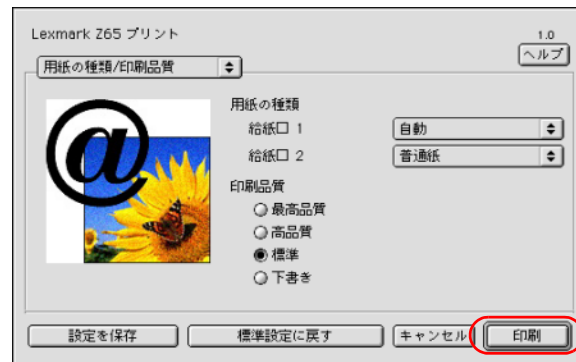 Lexmark Z65 プリント
1.0
ヘルプ
用紙の種類/印刷品質
用紙の種類
給紙口 1 自動
給紙口 2 普通紙
印刷品質
最高品質
高品質
標準
下書き
設定を保存 標準設定に戻す キャンセル 印刷
@